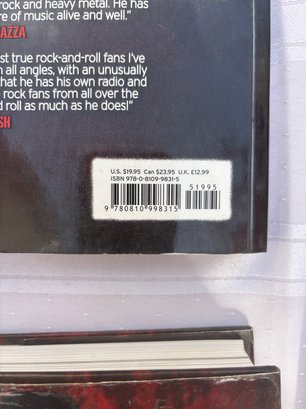 rock and heavy metal. He has
of music alive and well."
AZZA
st true rock-and-roll fans I've
n all angles, with an unusually
that he has his own radio and
e rock fans from all over the
d roll as much as he does!"
SH
U.S. $19.95 Can $23.95 U.K. £12.99
ISBN 978-0-8109-9831-5
51995
9 780810 998315